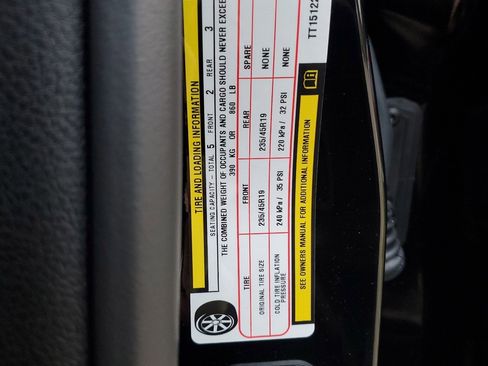 TIRE AND LOADING INFORMATION
SEATING CAPACITY - TOTAL 5 FRONT 2 REAR 3
THE COMBINED WEIGHT OF OCCUPANTS AND CARGO SHOULD NEVER EXCEE
390 KG OR 860 LB
TIRE FRONT REAR SPARE
ORIGINAL TIRE SIZE 235/45R19 235/45R19 NONE
COLD TIRE INFLATION
PRESSURE 240 kPa / 35 PSI 220 kPa / 32 PSI NONE
SEE OWNERS MANUAL FOR ADDITIONAL INFORMATION
TT15122